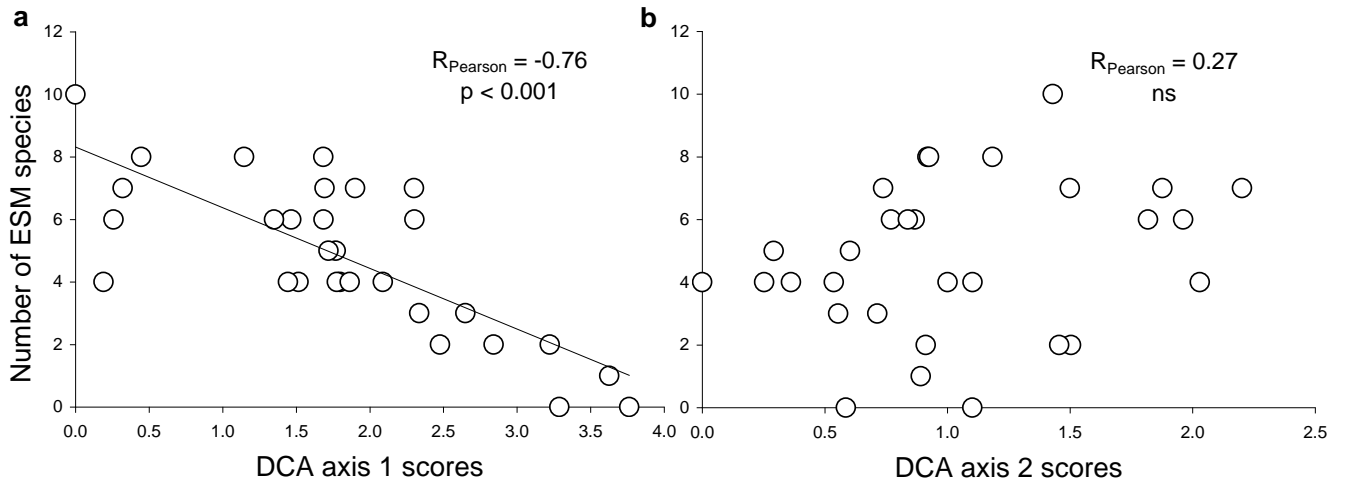 a
Number of ESM species
12
10
8
6
4
2
0
R_Pearson = -0.76
p < 0.001
0.0 0.5 1.0 1.5 2.0 2.5 3.0 3.5 4.0
DCA axis 1 scores
b
12
10
8
6
4
2
0
R_Pearson = 0.27
ns
0.0 0.5 1.0 1.5 2.0 2.5
DCA axis 2 scores